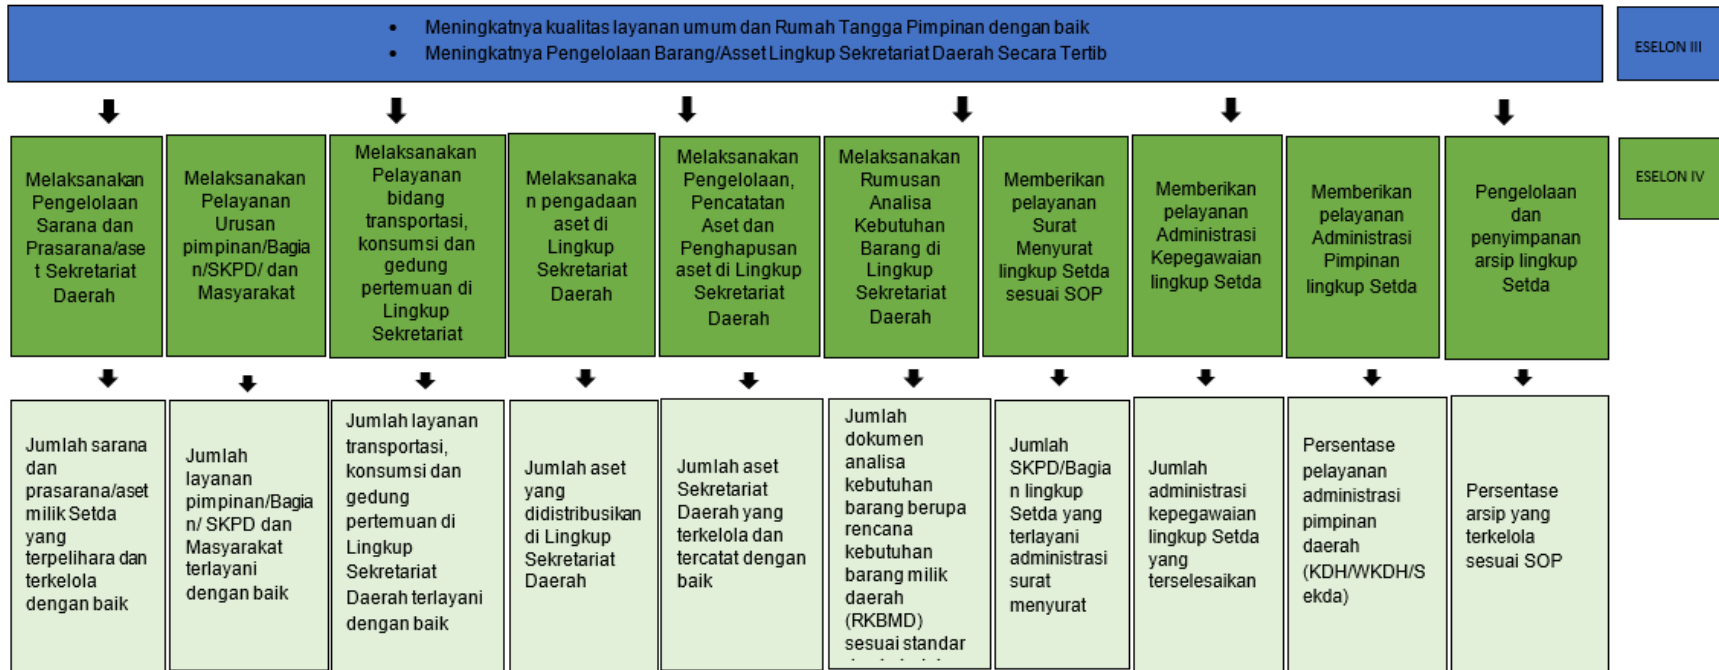 • Meningkatnya kualitas layanan umum dan Rumah Tangga Pimpinan dengan baik
• Meningkatnya Pengelolaan Barang/Asset Lingkup Sekretariat Daerah Secara Tertib
ESELON III
Melaksanakan
Pengelolaan
Sarana dan
Prasarana/ase
t Sekretariat
Daerah
Melaksanakan
Pelayanan
Urusan
pimpinan/Bagia
n/SKPD/ dan
Masyarakat
Melaksanakan
Pelayanan
bidang
transportasi,
konsumsi dan
gedung
pertemuan di
Lingkup
Sekretariat
Melaksanaka
n pengadaan
aset di
Lingkup
Sekretariat
Daerah
Melaksanakan
Pengelolaan,
Pencatatan
Aset dan
Penghapusan
aset di Lingkup
Sekretariat
Daerah
Melaksanakan
Rumusan
Analisa
Kebutuhan
Barang di
Lingkup
Sekretariat
Daerah
Memberikan
pelayanan
Surat
Menyurat
lingkup Setda
sesuai SOP
Memberikan
pelayanan
Administrasi
Kepegawaian
lingkup Setda
Memberikan
pelayanan
Administrasi
Pimpinan
lingkup Setda
Pengelolaan
dan
penyimpanan
arsip lingkup
Setda
ESELON IV
Jumlah sarana
dan
prasarana/aset
milik Setda
yang
terpelihara dan
terkelola
dengan baik
Jumlah
layanan
pimpinan/Bagia
n/ SKPD dan
Masyarakat
terlayani
dengan baik
Jumlah layanan
transportasi,
konsumsi dan
gedung
pertemuan di
Lingkup
Sekretariat
Daerah terlayani
dengan baik
Jumlah aset
yang
didistribusikan
di Lingkup
Sekretariat
Daerah
Jumlah aset
Sekretariat
Daerah yang
terkelola dan
tercatat dengan
baik
Jumlah
dokumen
analisa
kebutuhan
barang berupa
rencana
kebutuhan
barang milik
daerah
(RKBMD)
sesuai standar
Jumlah
SKPD/Bagia
n lingkup
Setda yang
terlayani
administrasi
surat
menyurat
Jumlah
administrasi
kepegawaian
lingkup Setda
yang
terselesaikan
Persentase
pelayanan
administrasi
pimpinan
daerah
(KDH/WKDH/S
ekda)
Persentase
arsip yang
terkelola
sesuai SOP